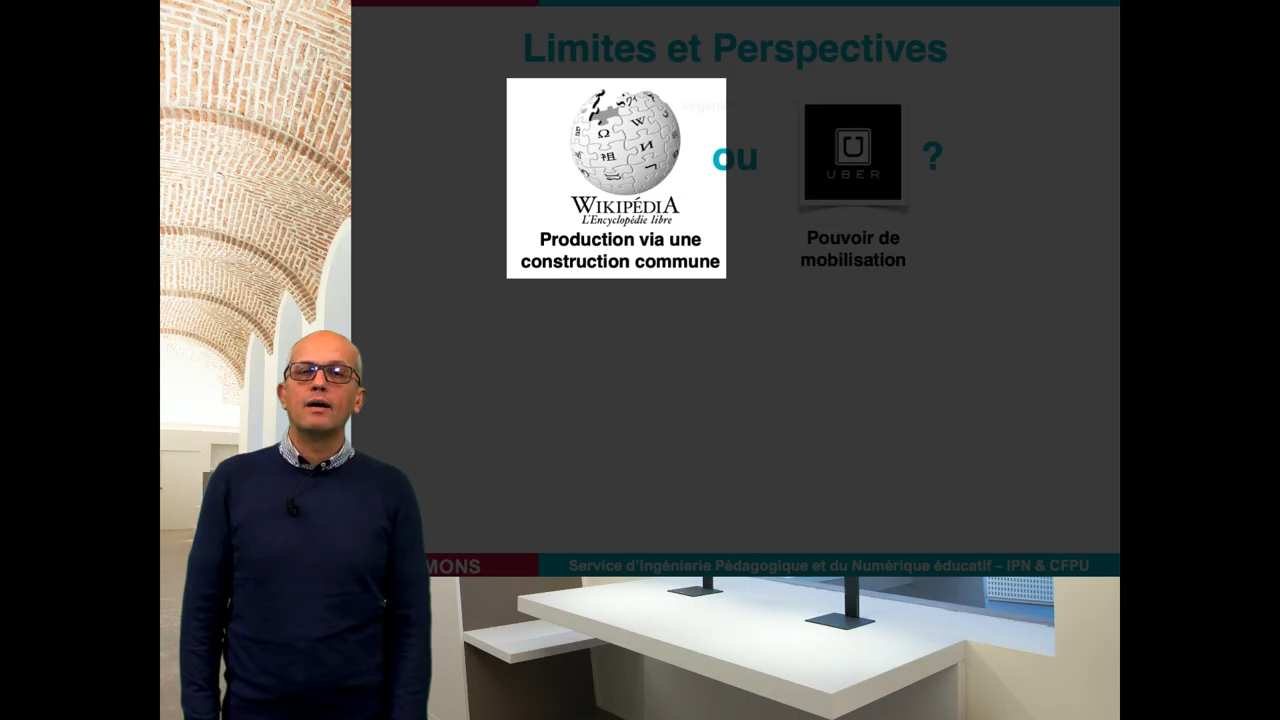 Limites et Perspectives
WIKIPÉDIA
L'Encyclopédie libre
Production via une
construction commune
ou
UBER
Pouvoir de
mobilisation
?
MONS
Service d'Ingénierie Pédagogique et du Numérique éducatif – IPN & CFPU